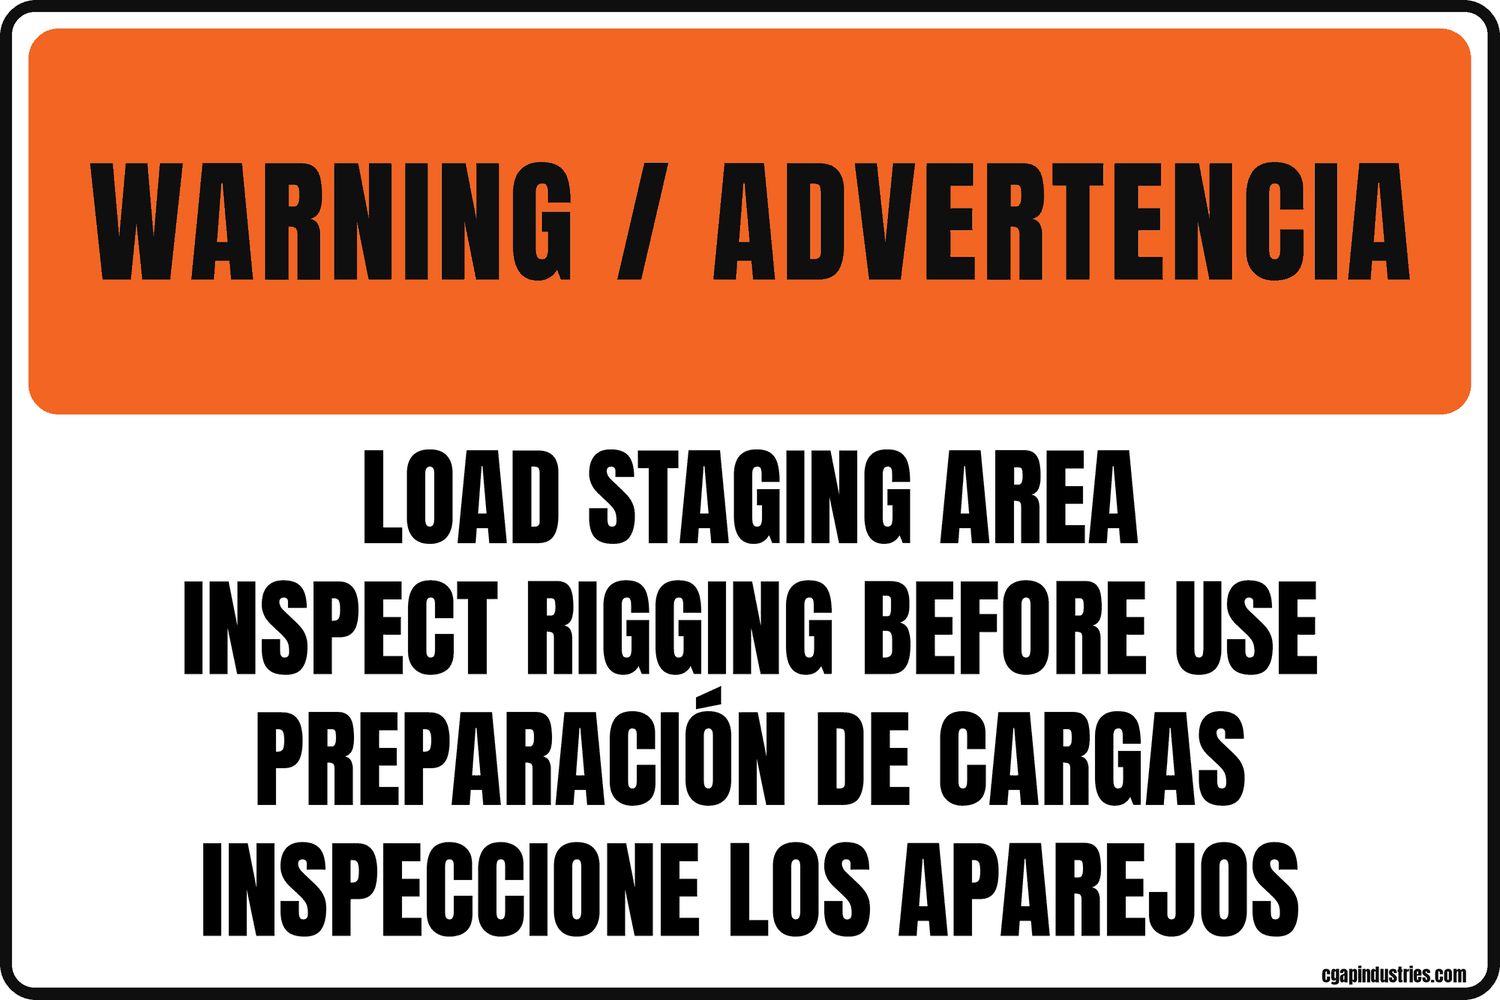 WARNING / ADVERTENCIA
LOAD STAGING AREA
INSPECT RIGGING BEFORE USE
PREPARACIÓN DE CARGAS
INSPECCIONE LOS APAREJOS
cgapindustries.com